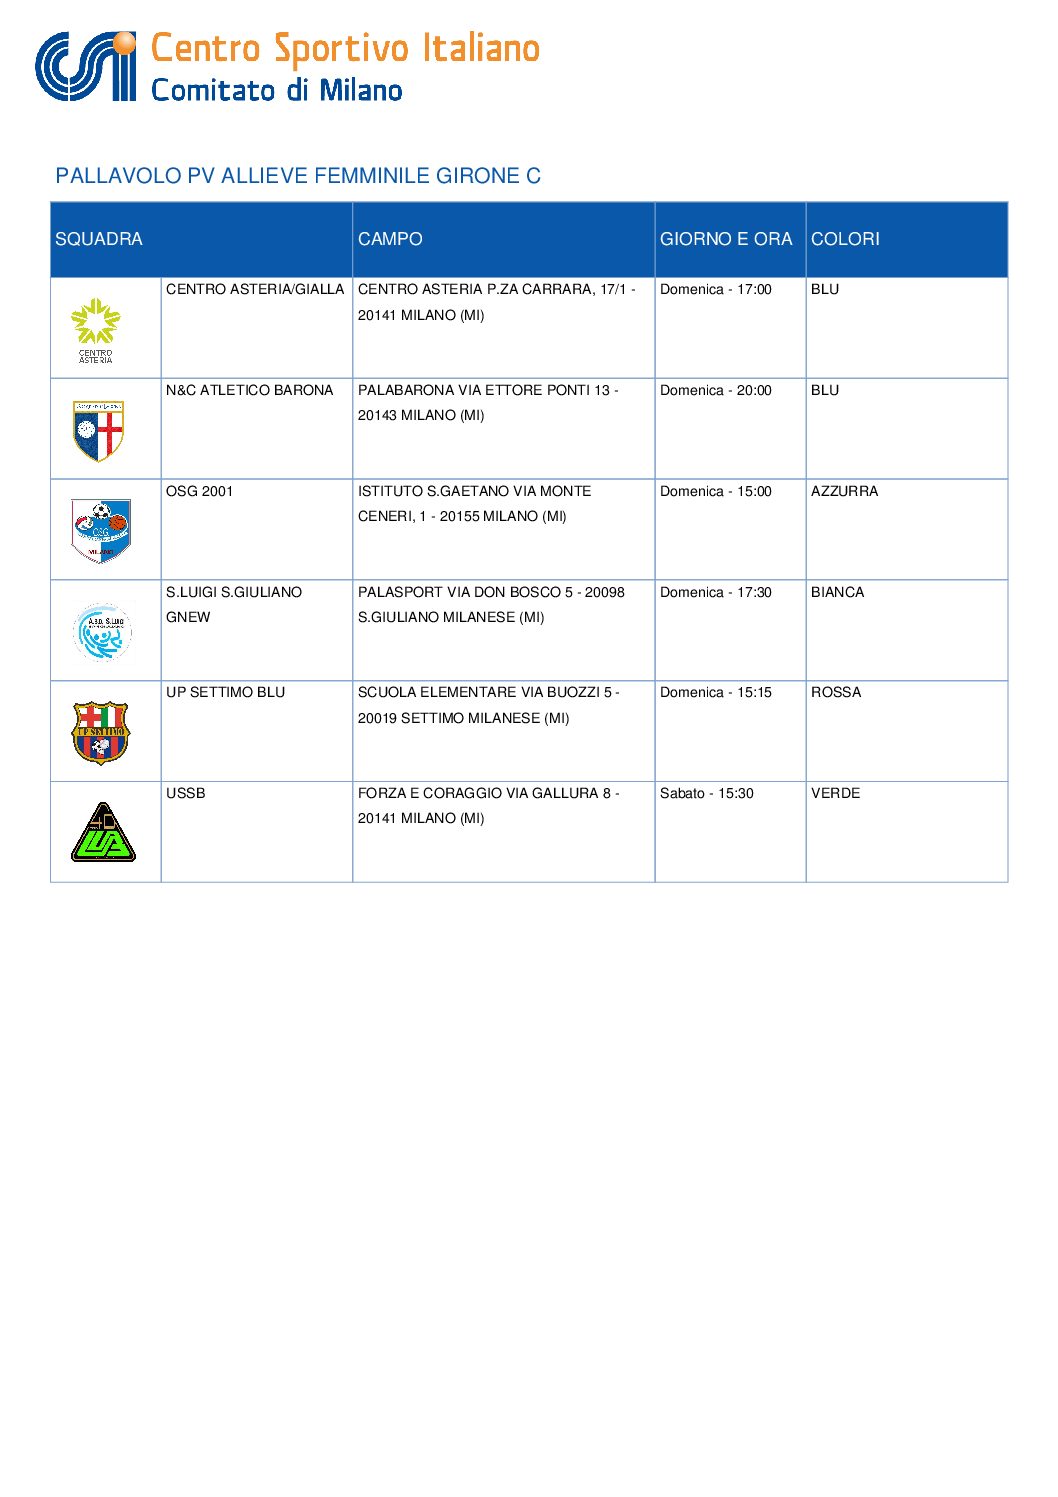 Centro Sportivo Italiano
Comitato di Milano
PALLAVOLO PV ALLIEVE FEMMINILE GIRONE C
SQUADRA CAMPO GIORNO E ORA COLORI
CENTRO ASTERIA/GIALLA CENTRO ASTERIA P.ZA CARRARA, 17/1 - Domenica - 17:00 BLU
20141 MILANO (MI)
CENTRO
ASTERIA
N&C ATLETICO BARONA PALABARONA VIA ETTORE PONTI 13 - Domenica - 20:00 BLU
20143 MILANO (MI)
OSG 2001 ISTITUTO S.GAETANO VIA MONTE Domenica - 15:00 AZZURRA
CENERI, 1 - 20155 MILANO (MI)
OSG
MILANO
S.LUIGI S.GIULIANO PALASPORT VIA DON BOSCO 5 - 20098 Domenica - 17:30 BIANCA
GNEW S.GIULIANO MILANESE (MI)
A.S.D. S.LUIGI
UP SETTIMO BLU SCUOLA ELEMENTARE VIA BUOZZI 5 - Domenica - 15:15 ROSSA
20019 SETTIMO MILANESE (MI)
UP SETTIMO
USSB FORZA E CORAGGIO VIA GALLURA 8 - Sabato - 15:30 VERDE
20141 MILANO (MI)